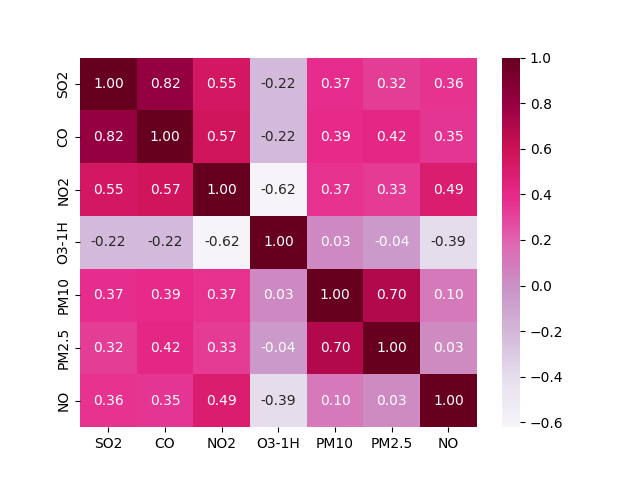 SO2 1.00 0.82 0.55 -0.22 0.37 0.32 0.36
CO 0.82 1.00 0.57 -0.22 0.39 0.42 0.35
NO2 0.55 0.57 1.00 -0.62 0.37 0.33 0.49
O3-1H -0.22 -0.22 -0.62 1.00 0.03 -0.04 -0.39
PM10 0.37 0.39 0.37 0.03 1.00 0.70 0.10
PM2.5 0.32 0.42 0.33 -0.04 0.70 1.00 0.03
NO 0.36 0.35 0.49 -0.39 0.10 0.03 1.00
SO2 CO NO2 O3-1H PM10 PM2.5 NO
1.0
0.8
0.6
0.4
0.2
0.0
−0.2
−0.4
−0.6